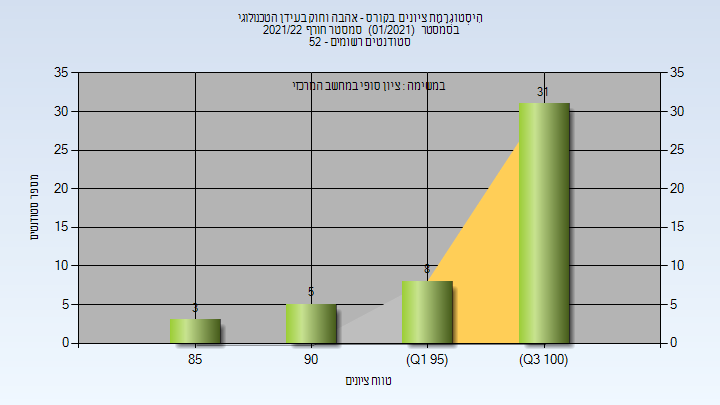 היסטוגרמת ציונים בקורס - אהבה וחוק בעידן הטכנולוגי
בסמסטר (01/2021) סמסטר חורף 2021/22
סטודנטים רשומים - 52
במשימה : ציון סופי במחשב המרכזי
35 35
30 30
25 25
20 20
15 15
10 10
5 5
0 0
31
8
5
3
מספר סטודנטים
85 90 (Q1 95) (Q3 100)
טווח ציונים